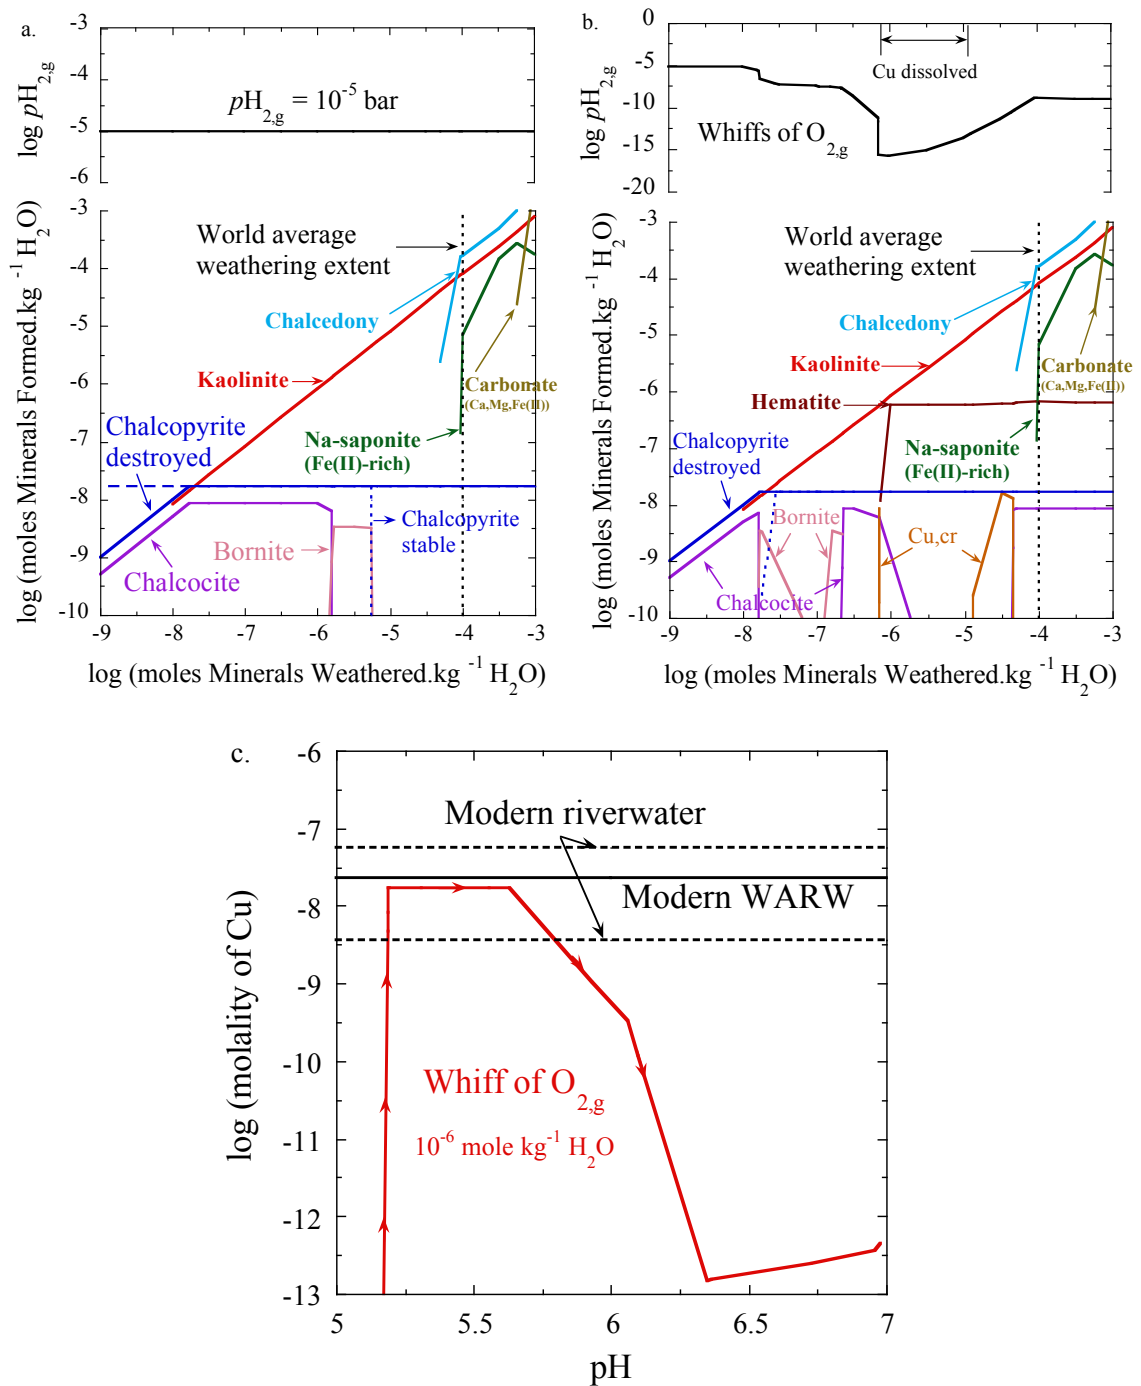 a.
-3
-4
-5
-6
log pH2,g
pH2,g = 10-5 bar
b.
0
-5
-10
-15
-20
log pH2,g
Cu dissolved
Whiffs of O2,g
-3
-4
-5
-6
-7
-8
-9
-10
log (moles Minerals Formed.kg -1 H2O)
World average
weathering extent
Chalcedony
Kaolinite
Carbonate
(Ca,Mg,Fe(II))
Na-saponite
(Fe(II)-rich)
Chalcopyrite
destroyed
Chalcopyrite
stable
Bornite
Chalcocite
-9 -8 -7 -6 -5 -4 -3
log (moles Minerals Weathered.kg -1 H2O)
-3
-4
-5
-6
-7
-8
-9
-10
log (moles Minerals Formed.kg -1 H2O)
World average
weathering extent
Chalcedony
Kaolinite
Carbonate
(Ca,Mg,Fe(II))
Hematite
Na-saponite
(Fe(II)-rich)
Chalcopyrite
destroyed
Bornite
Cu,cr
Chalcocite
-9 -8 -7 -6 -5 -4 -3
log (moles Minerals Weathered.kg -1 H2O)
c.
-6
-7
-8
-9
-10
-11
-12
-13
log (molality of Cu)
Modern riverwater
Modern WARW
Whiff of O2,g
10-6 mole kg-1 H2O
5 5.5 6 6.5 7
pH